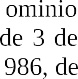 ominio
de 3 de
986, de